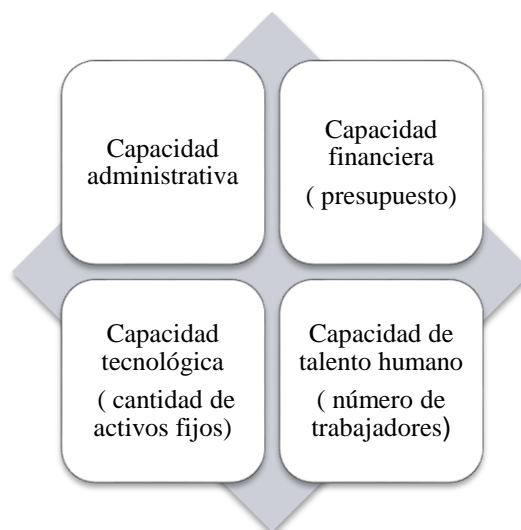 Capacidad
administrativa
Capacidad
financiera
( presupuesto)
Capacidad
tecnológica
( cantidad de
activos fijos)
Capacidad de
talento humano
( número de
trabajadores)